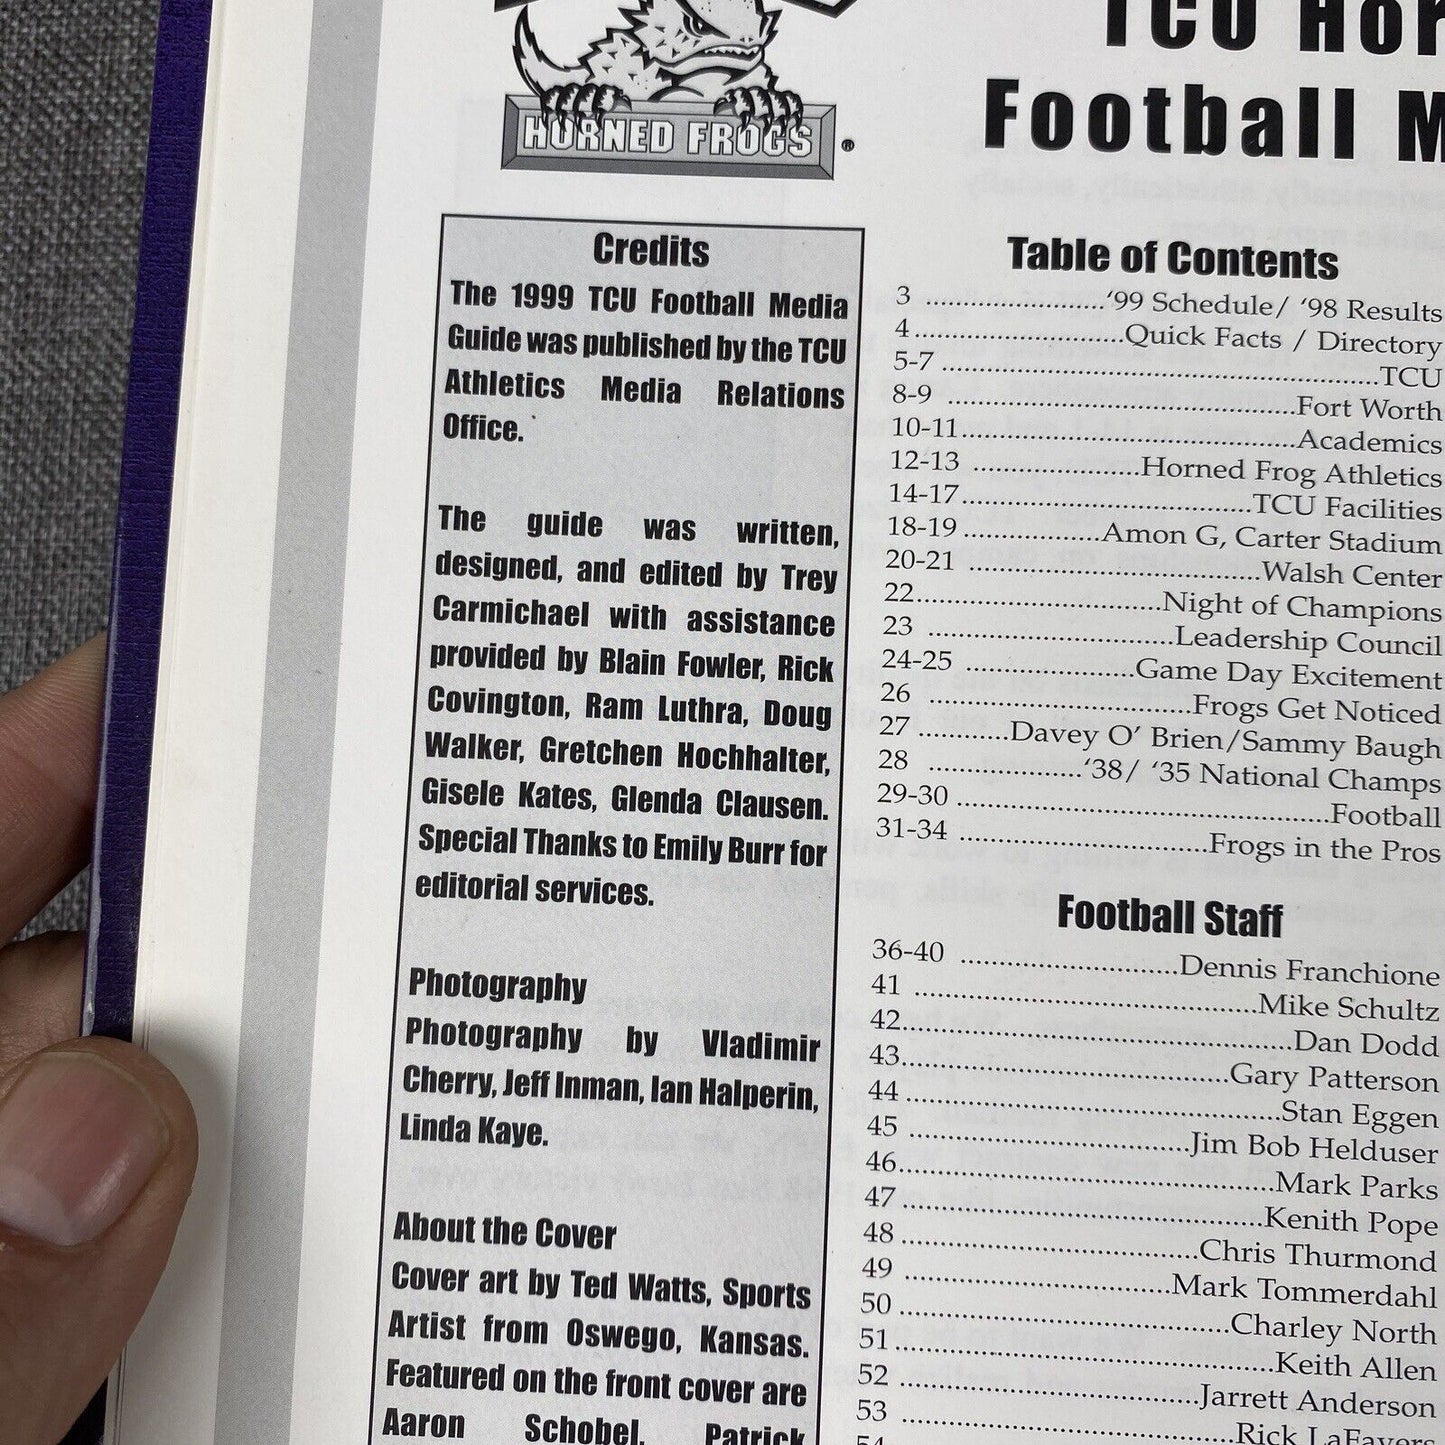 HORNED FROGS ®
TCU Hor
Football M
Credits
The 1999 TCU Football Media
Guide was published by the TCU
Athletics Media Relations
Office.
The guide was written,
designed, and edited by Trey
Carmichael with assistance
provided by Blain Fowler, Rick
Covington, Ram Luthra, Doug
Walker, Gretchen Hochhalter,
Gisele Kates, Glenda Clausen.
Special Thanks to Emily Burr for
editorial services.
Photography
Photography by Vladimir
Cherry, Jeff Inman, Ian Halperin,
Linda Kaye.
About the Cover
Cover art by Ted Watts, Sports
Artist from Oswego, Kansas.
Featured on the front cover are
Aaron Schobel, Patrick
Table of Contents
3 ........................‘99 Schedule/ ‘98 Results
4............................Quick Facts / Directory
5-7 ..........................................................TCU
8-9 ..............................................Fort Worth
10-11.............................................Academics
12-13 ......................Horned Frog Athletics
14-17.......................................TCU Facilities
18-19 ..................Amon G, Carter Stadium
20-21 .......................................Walsh Center
22.................................Night of Champions
23 .................................Leadership Council
24-25 .......................Game Day Excitement
26 ...................................Frogs Get Noticed
27 ............Davey O’ Brien/Sammy Baugh
28 .....................‘38/ ‘35 National Champs
29-30 ..................................................Football
31-34 .................................Frogs in the Pros
Football Staff
36-40 .............................Dennis Franchione
41 ..............................................Mike Schultz
42....................................................Dan Dodd
43............................................Gary Patterson
44 ..................................................Stan Eggen
45 .....................................Jim Bob Helduser
46..................................................Mark Parks
47................................................Kenith Pope
48 .......................................Chris Thurmond
49 ....................................Mark Tommerdahl
50 ............................................Charley North
51 ...................................................Keith Allen
52 ........................................Jarrett Anderson
53 .............................................Rick LaFavers
54